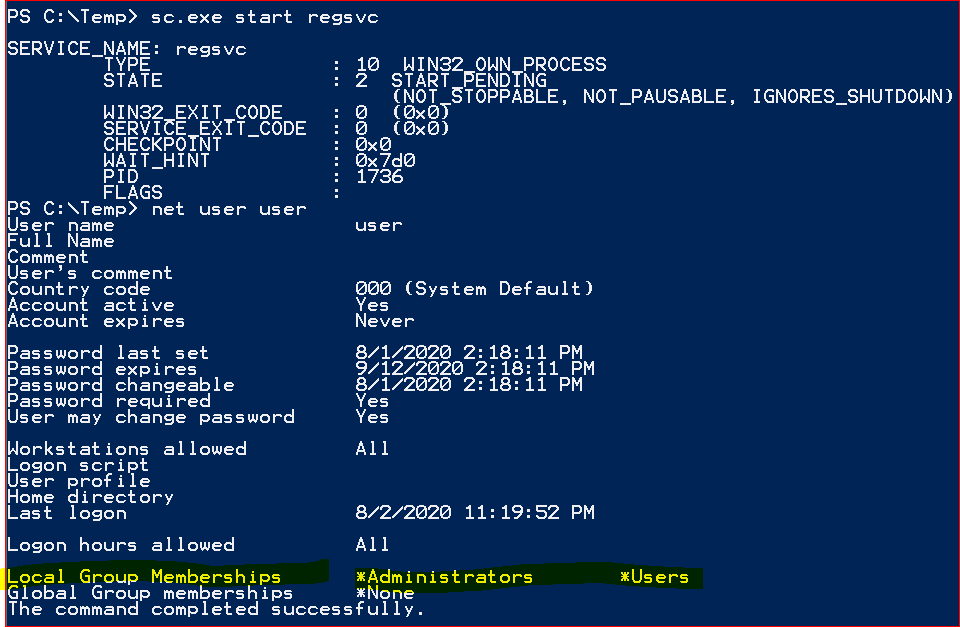 PS C:\Temp> sc.exe start regsvc
SERVICE_NAME: regsvc
TYPE : 10 WIN32_OWN_PROCESS
STATE : 2 START_PENDING
(NOT_STOPPABLE, NOT_PAUSABLE, IGNORES_SHUTDOWN)
WIN32_EXIT_CODE : 0 (0x0)
SERVICE_EXIT_CODE : 0 (0x0)
CHECKPOINT : 0x0
WAIT_HINT : 0x7d0
PID : 1736
FLAGS :
PS C:\Temp> net user user
User name user
Full Name
Comment
User's comment
Country code 000 (System Default)
Account active Yes
Account expires Never
Password last set 8/1/2020 2:18:11 PM
Password expires 9/12/2020 2:18:11 PM
Password changeable 8/1/2020 2:18:11 PM
Password required Yes
User may change password Yes
Workstations allowed All
Logon script
User profile
Home directory
Last logon 8/2/2020 11:19:52 PM
Logon hours allowed All
Local Group Memberships *Administrators *Users
Global Group memberships *None
The command completed successfully.